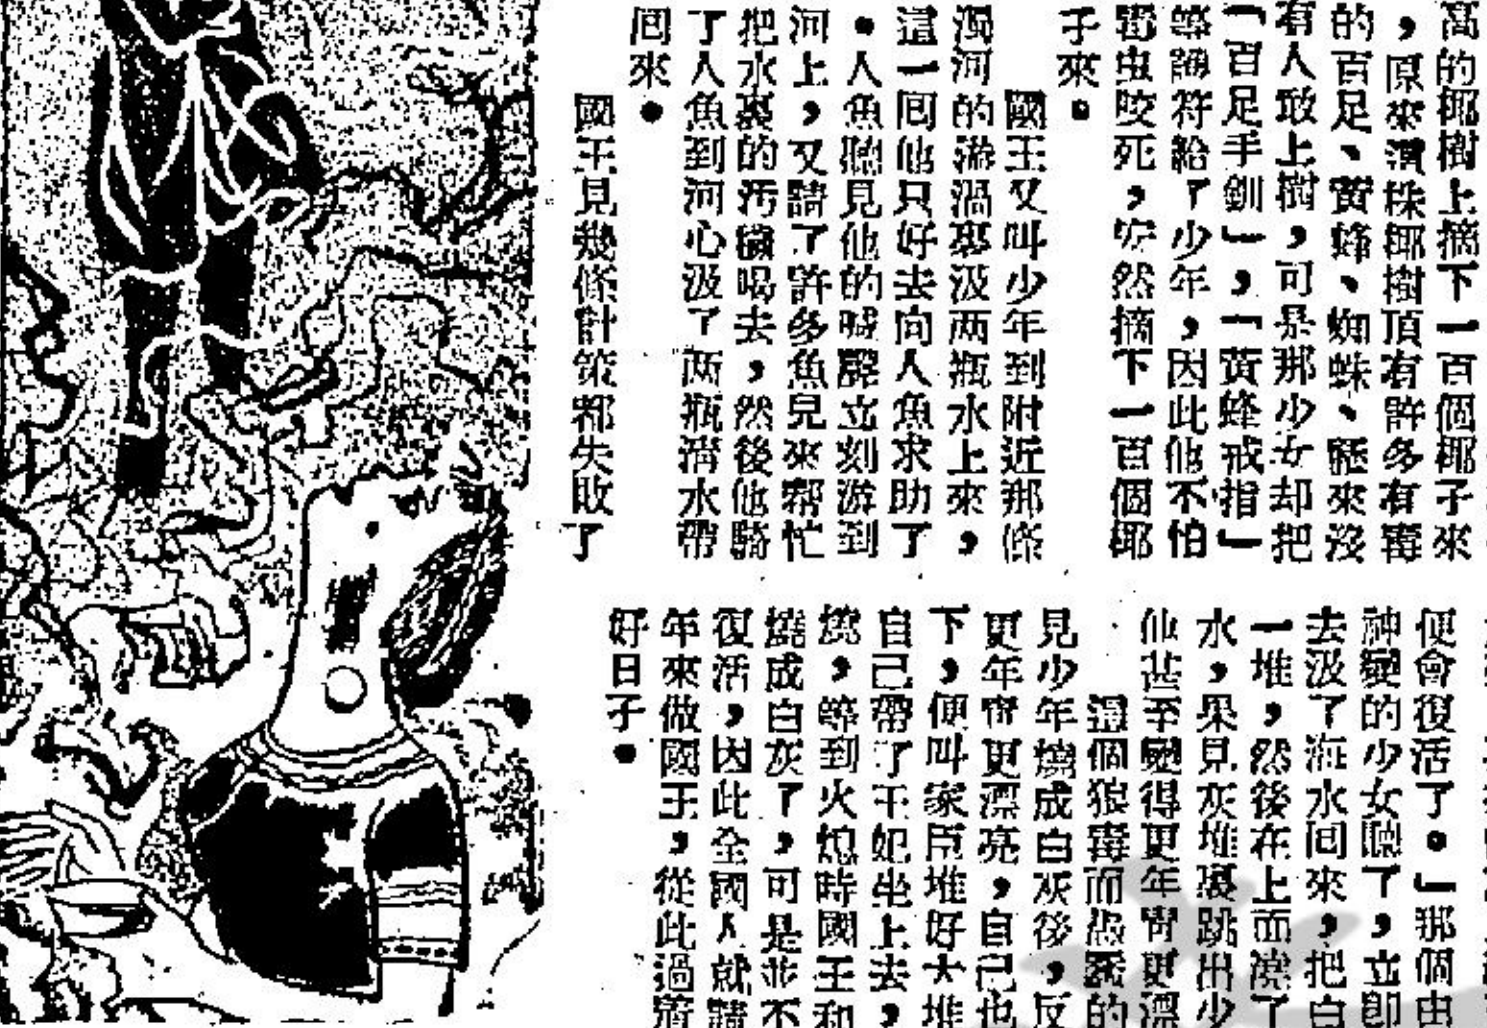 高的椰樹上摘下一百個椰子來
，原來這株椰樹頂有許多有毒
的百足、黃蜂、蜘蛛、從來沒
有人敢上樹，可是那少女却把
「百足手釧」，「黃蜂戒指」
等護符給了少年，因此他不怕
毒虫咬死，安然摘下一百個椰
子來。
國王又叫少年到附近那條
濁河的漩渦裏汲两瓶水上來，
這一回他只好去向人魚求助了
。人魚聽見他的喊聲立刻游到
河上，又請了許多魚兒來幫忙
把水裏的汚穢喝去，然後他騎
了人魚到河心汲了两瓶清水帶
回來。
國王見幾條計策都失敗了
便會復活了。」那個由
神變的少女聽了，立卽
去汲了海水回來，把白
一堆，然後在上面澆了
水，果見灰堆裏跳出少
他甚至變得更年靑更漂
這個狠毒而愚蠢的
見少年燒成白灰後，反
更年靑更漂亮，自己也
下，便叫家臣堆好大堆
自己帶了王妃坐上去，
燒，等到火熄時國王和
燒成白灰了，可是並不
復活，因此全國人就請
年來做國王，從此過着
好日子。